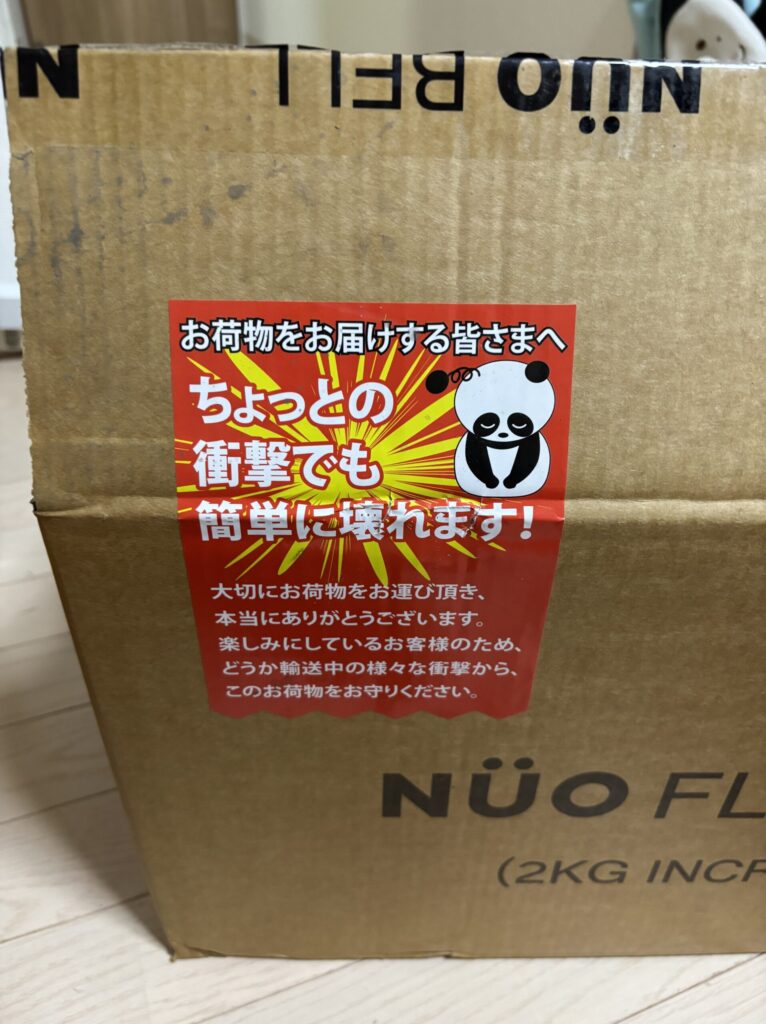 N
NÜO BELL
お荷物をお届けする皆さまへ
ちょっとの
衝撃でも
簡単に壊れます!
大切にお荷物をお運び頂き、
本当にありがとうございます。
楽しみにしているお客様のため、
どうか輸送中の様々な衝撃から、
このお荷物をお守りください。
NÜO FL
(2KG INCR